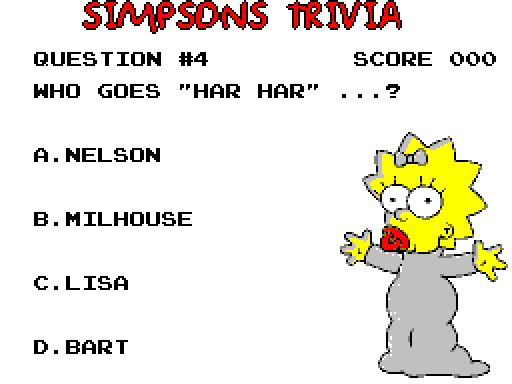 SIMPSONS TRIVIA
QUESTION #4 SCORE 000
WHO GOES "HAR HAR" ...?
A.NELSON
B.MILHOUSE
C.LISA
D.BART